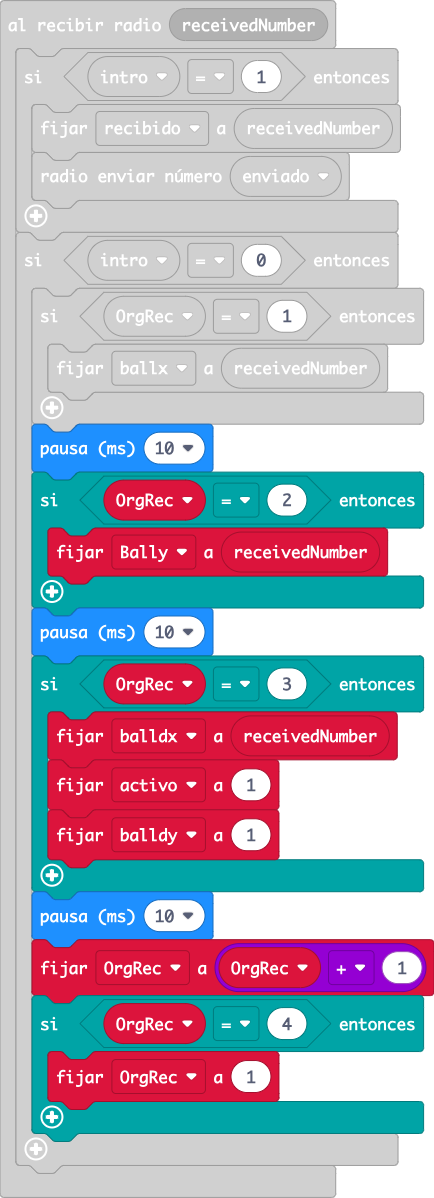 al recibir radio receivedNumber
si intro = 1 entonces
fijar recibido a receivedNumber
radio enviar número enviado
si intro = 0 entonces
si OrgRec = 1 entonces
fijar ballx a receivedNumber
pausa (ms) 10
si OrgRec = 2 entonces
fijar Bally a receivedNumber
pausa (ms) 10
si OrgRec = 3 entonces
fijar balldx a receivedNumber
fijar activo a 1
fijar balldy a 1
pausa (ms) 10
fijar OrgRec a OrgRec + 1
si OrgRec = 4 entonces
fijar OrgRec a 1